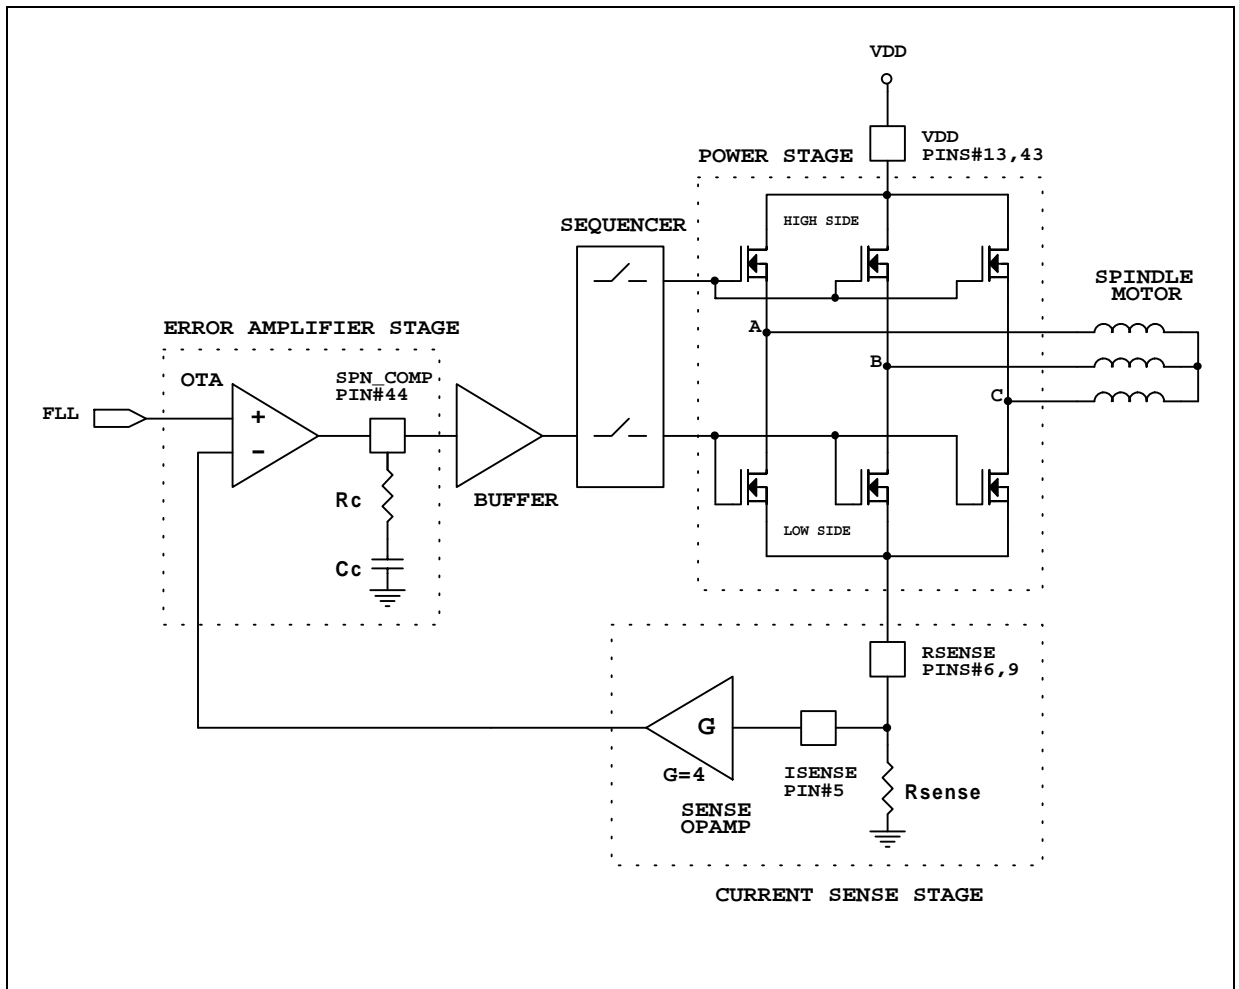 VDD
VDD
PINS#13,43
POWER STAGE
HIGH SIDE
SEQUENCER
SPINDLE
MOTOR
ERROR AMPLIFIER STAGE
A
OTA
SPN_COMP
PIN#44
B
C
FLL
+
-
Rc
BUFFER
LOW SIDE
Cc
RSENSE
PINS#6,9
G
G=4
ISENSE
PIN#5
Rsense
SENSE
OPAMP
CURRENT SENSE STAGE